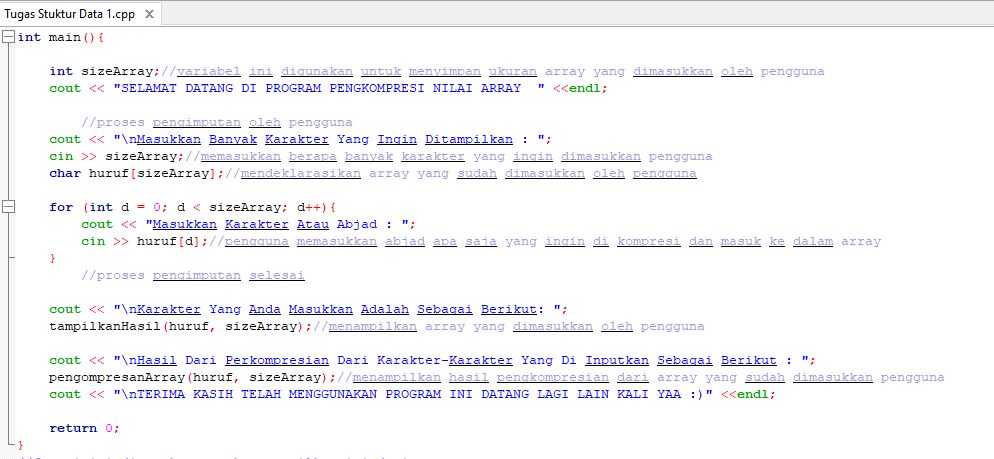 Tugas Stuktur Data 1.cpp
int main(){
int sizeArray;//variabel ini digunakan untuk menyimpan ukuran array yang dimasukkan oleh pengguna
cout << "SELAMAT DATANG DI PROGRAM PENGKOMPRESI NILAI ARRAY  " <<endl;
//proses pengimputan oleh pengguna
cout << "\nMasukkan Banyak Karakter Yang Ingin Ditampilkan : ";
cin >> sizeArray;//memasukkan berapa banyak karakter yang ingin dimasukkan pengguna
char huruf[sizeArray];//mendeklarasikan array yang sudah dimasukkan oleh pengguna
for (int d = 0; d < sizeArray; d++){
cout << "Masukkan Karakter Atau Abjad : ";
cin >> huruf[d];//pengguna memasukkan abjad apa saja yang ingin di kompresi dan masuk ke dalam array
}
//proses pengimputan selesai
cout << "\nKarakter Yang Anda Masukkan Adalah Sebagai Berikut: ";
tampilkanHasil(huruf, sizeArray);//menampilkan array yang dimasukkan oleh pengguna
cout << "\nHasil Dari Perkompresian Dari Karakter-Karakter Yang Di Inputkan Sebagai Berikut : ";
pengompresanArray(huruf, sizeArray);//menampilkan hasil pengkompresian dari array yang sudah dimasukkan pengguna
cout << "\nTERIMA KASIH TELAH MENGGUNAKAN PROGRAM INI DATANG LAGI LAIN KALI YAA :)" <<endl;
return 0;
}